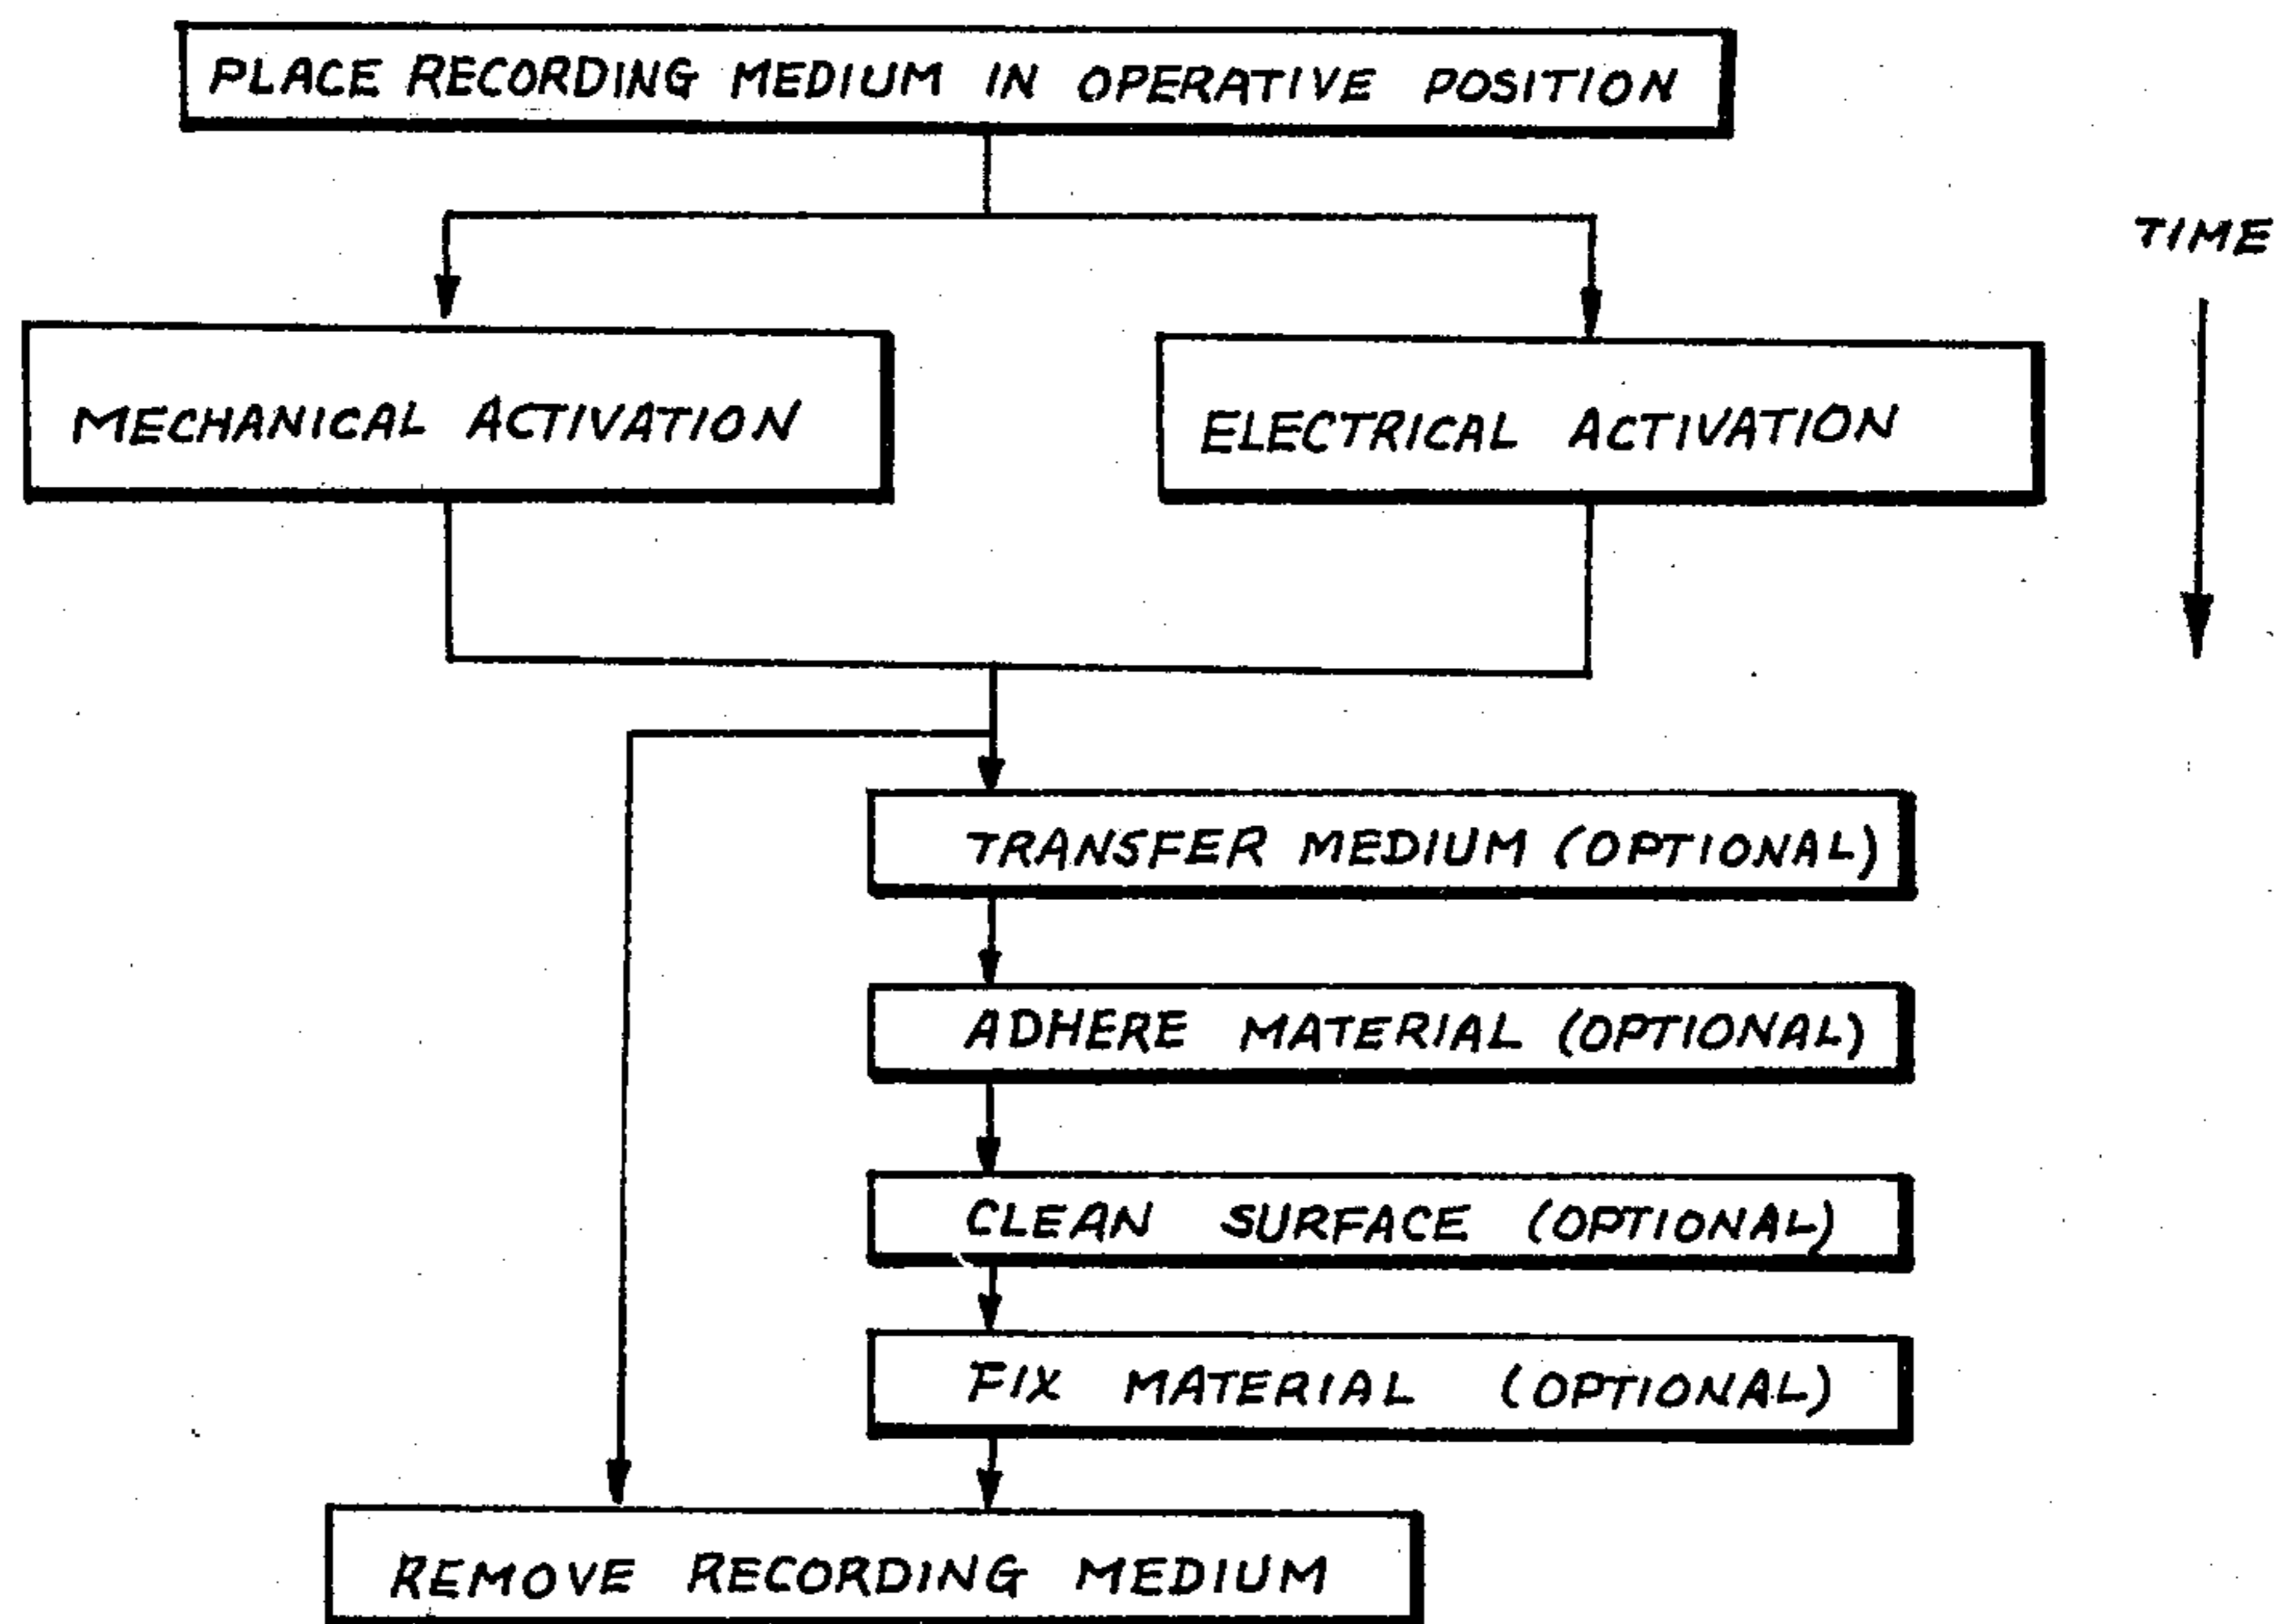 PLACE RECORDING MEDIUM IN OPERATIVE POSITION
TIME
MECHANICAL ACTIVATION
ELECTRICAL ACTIVATION
TRANSFER MEDIUM (OPTIONAL)
ADHERE MATERIAL (OPTIONAL)
CLEAN SURFACE (OPTIONAL)
FIX MATERIAL (OPTIONAL)
REMOVE RECORDING MEDIUM